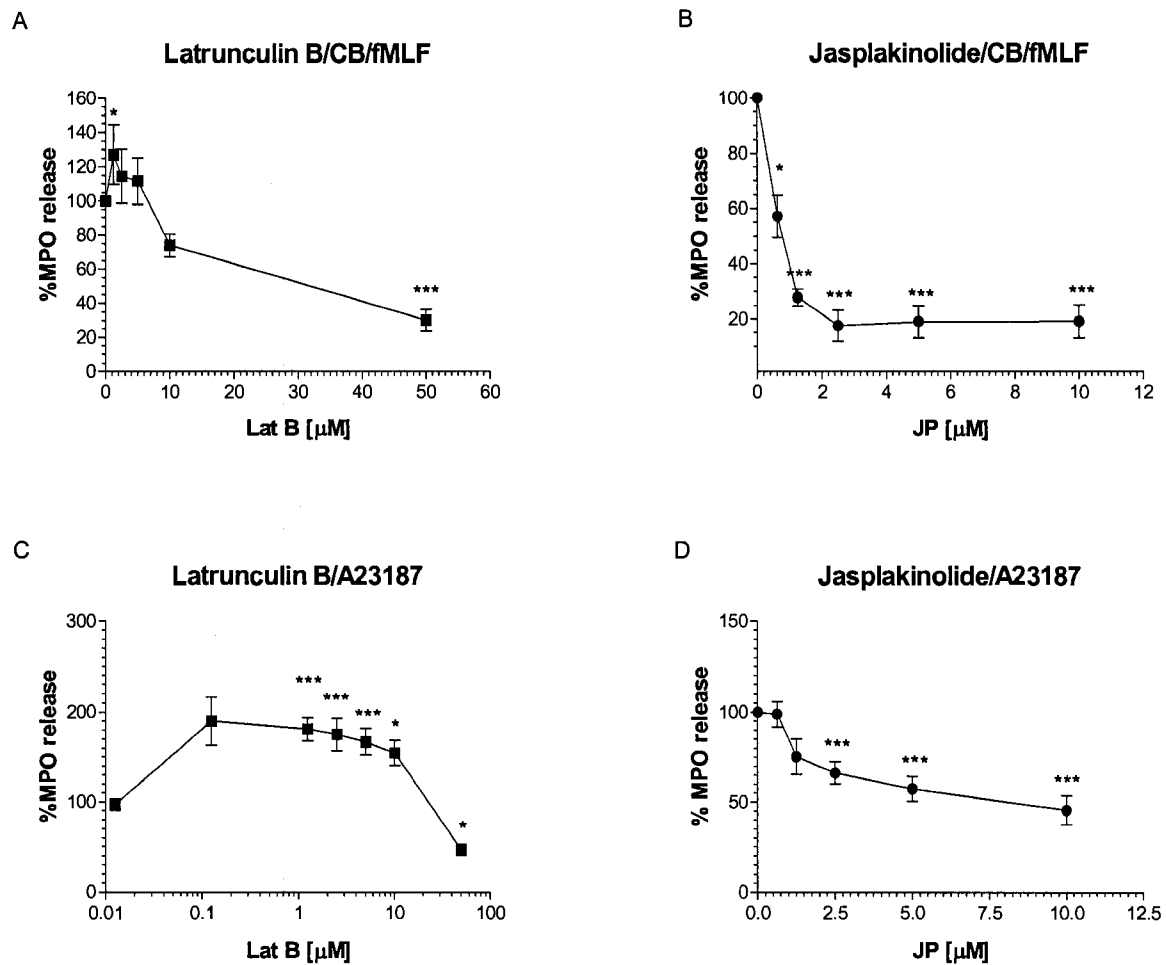 A
Latrunculin B/CB/fMLF
%MPO release
160
140
120
100
80
60
40
20
0
*
***
0 10 20 30 40 50 60
Lat B [µM]
B
Jasplakinolide/CB/fMLF
%MPO release
100
80
60
40
20
*
***
***
***
***
0 2 4 6 8 10 12
JP [µM]
C
Latrunculin B/A23187
%MPO release
300
200
100
0
***
***
***
*
*
0.01 0.1 1 10 100
Lat B [µM]
D
Jasplakinolide/A23187
% MPO release
150
100
50
0
***
***
***
0.0 2.5 5.0 7.5 10.0 12.5
JP [µM]